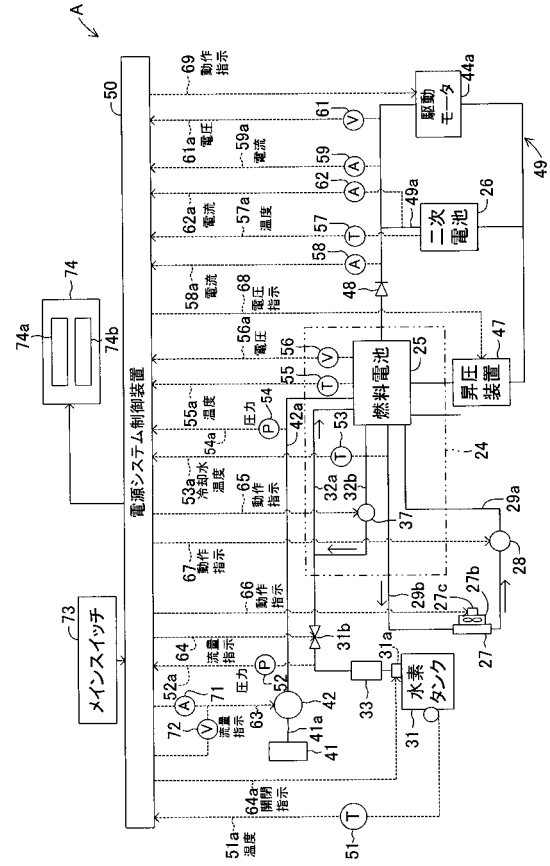 A
50
電源システム制御装置
73
メインスイッチ
74
74a
74b
51a
温度
T
51
64a
開閉
指示
72
V
流量
指示
A
71
63
52a
圧力
P
52
64
流量
指示
66
動作
指示
67
動作
指示
65
動作
指示
53a
冷却水
温度
T
53
54a
圧力
P
54
42a
55a
温度
T
55
56a
電圧
V
56
68
電圧
指示
58a
電流
A
58
57a
温度
T
57
62a
電流
A
62
59a
電流
A
59
61a
電圧
V
61
69
動作
指示
41
41a
42
31b
33
31a
31
水素
タンク
27
27c
27b
28
29a
29b
32a
32b
37
24
燃料電池
25
48
昇圧
装置
47
49a
二次
電池
26
駆動
モータ
44a
49